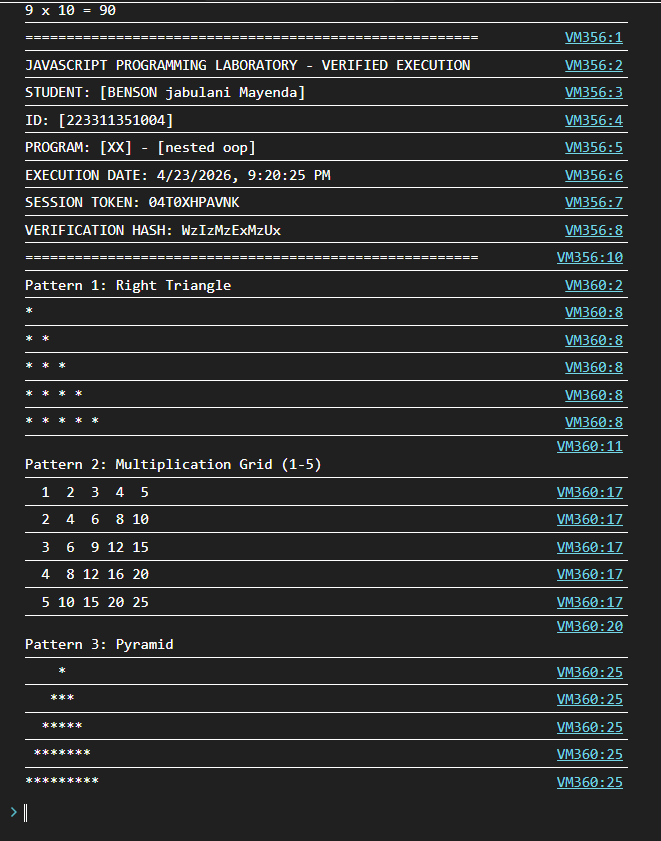 9 x 10 = 90
======================================================= VM356:1
JAVASCRIPT PROGRAMMING LABORATORY - VERIFIED EXECUTION VM356:2
STUDENT: [BENSON jabulani Mayenda] VM356:3
ID: [223311351004] VM356:4
PROGRAM: [XX] - [nested oop] VM356:5
EXECUTION DATE: 4/23/2026, 9:20:25 PM VM356:6
SESSION TOKEN: 04T0XHPAVNK VM356:7
VERIFICATION HASH: WzIzMzExMzUx VM356:8
======================================================= VM356:10
Pattern 1: Right Triangle VM360:2
* VM360:8
* * VM360:8
* * * VM360:8
* * * * VM360:8
* * * * * VM360:8
VM360:11
Pattern 2: Multiplication Grid (1-5)
  1  2  3  4  5 VM360:17
  2  4  6  8 10 VM360:17
  3  6  9 12 15 VM360:17
  4  8 12 16 20 VM360:17
  5 10 15 20 25 VM360:17
VM360:20
Pattern 3: Pyramid
    * VM360:25
   *** VM360:25
  ***** VM360:25
 ******* VM360:25
********* VM360:25
>